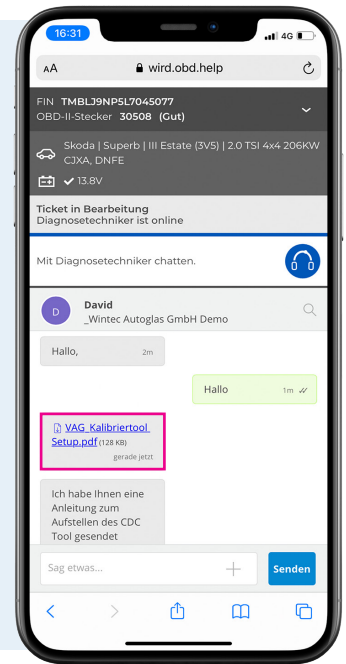 16:31
4G
AA wird.obd.help
FIN TMBLJ9NP5L7045077
OBD-II-Stecker 30508 (Gut)
Skoda | Superb | III Estate (3V5) | 2.0 TSI 4x4 206KW
CJXA, DNFE
✓ 13.8V
Ticket in Bearbeitung
Diagnosetechniker ist online
Mit Diagnosetechniker chatten.
D
David
_Wintec Autoglas GmbH Demo
Hallo, 2m
Hallo 1m
VAG_Kalibriertool_
Setup.pdf (128 KB)
gerade jetzt
Ich habe Ihnen eine
Anleitung zum
Aufstellen des CDC
Tool gesendet
Sag etwas...
Senden